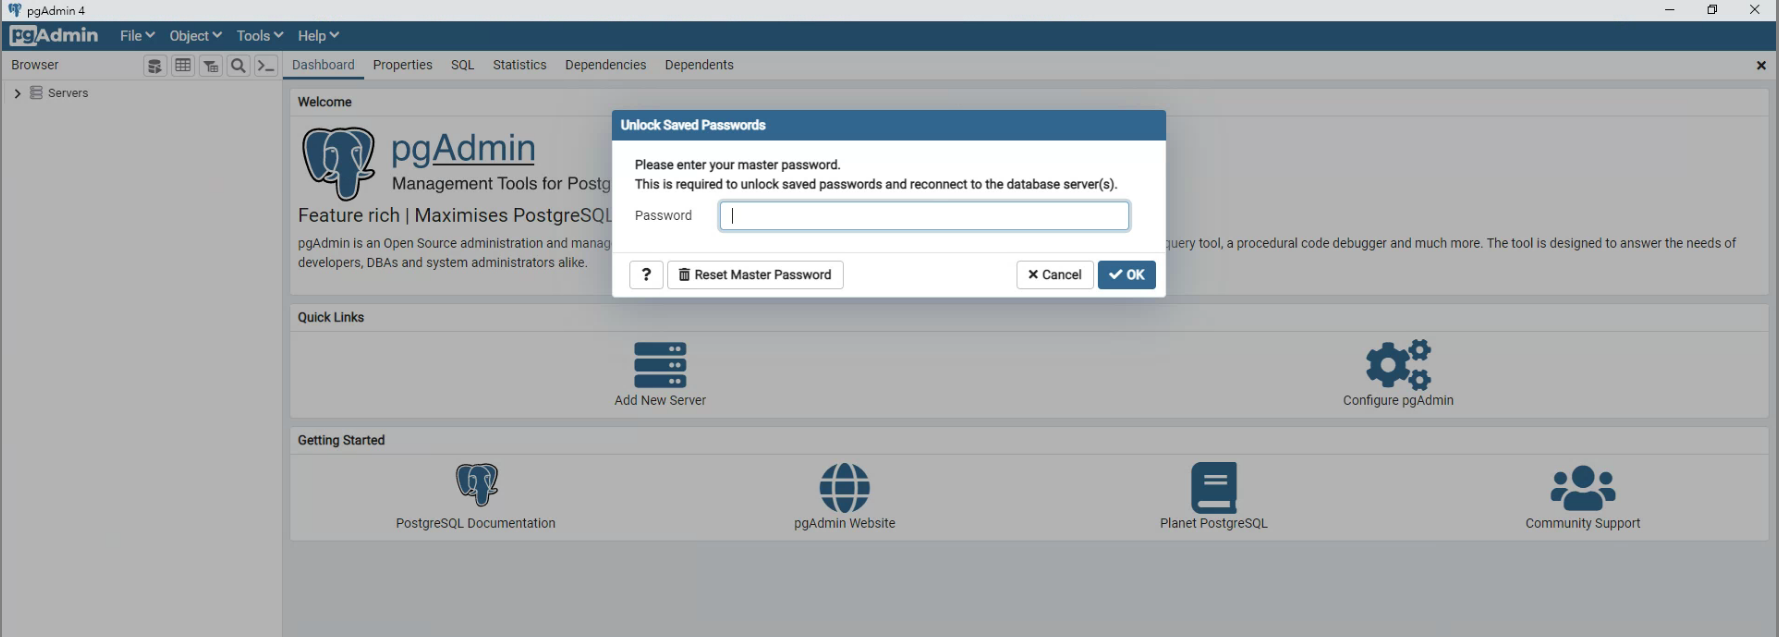 pgAdmin 4
pgAdmin File Object Tools Help
Browser >_ Dashboard Properties SQL Statistics Dependencies Dependents
Servers
Welcome
pgAdmin
Management Tools for Postg
Feature rich | Maximises PostgreSQL
pgAdmin is an Open Source administration and manag
query tool, a procedural code debugger and much more. The tool is designed to answer the needs of
developers, DBAs and system administrators alike.
Unlock Saved Passwords
Please enter your master password.
This is required to unlock saved passwords and reconnect to the database server(s).
Password
? Reset Master Password Cancel OK
Quick Links
Add New Server Configure pgAdmin
Getting Started
PostgreSQL Documentation pgAdmin Website Planet PostgreSQL Community Support